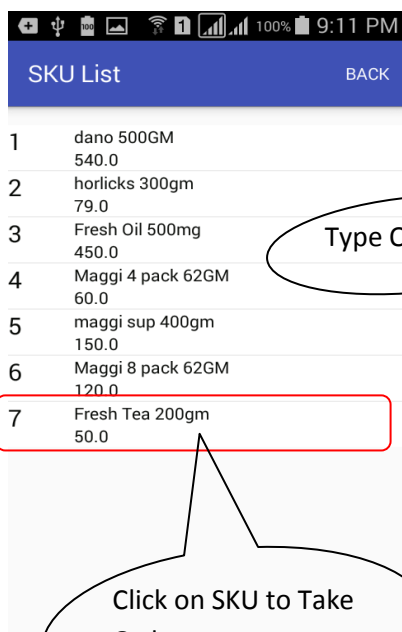 100 1 100% 9:11 PM
SKU List BACK
1 dano 500GM
540.0
2 horlicks 300gm
79.0
3 Fresh Oil 500mg
450.0
Type
4 Maggi 4 pack 62GM
60.0
5 maggi sup 400gm
150.0
6 Maggi 8 pack 62GM
120.0
7 Fresh Tea 200gm
50.0
Click on SKU to Take